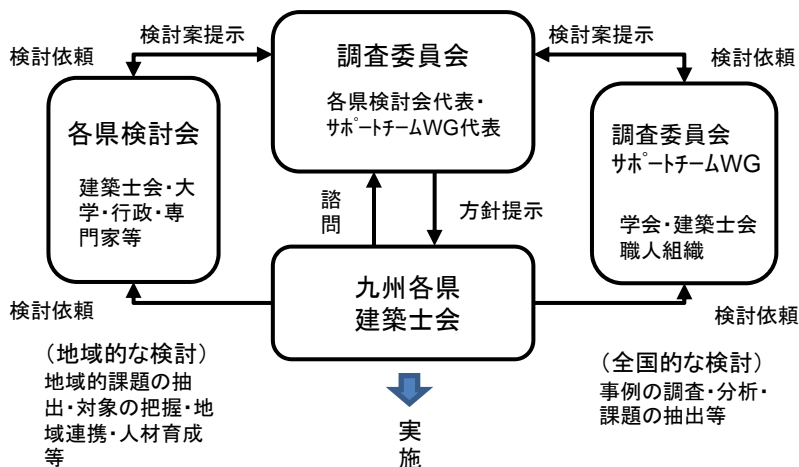 検討案提示
検討依頼
調査委員会
各県検討会代表・
サポートチームWG代表
検討案提示
検討依頼
各県検討会
建築士会・大
学・行政・専
門家等
調査委員会
サポートチームWG
学会・建築士会
職人組織
諮問
方針提示
九州各県
建築士会
検討依頼
検討依頼
(地域的な検討)
地域的課題の抽
出・対象の把握・地
域連携・人材育成
等
(全国的な検討)
事例の調査・分析・
課題の抽出等
実施